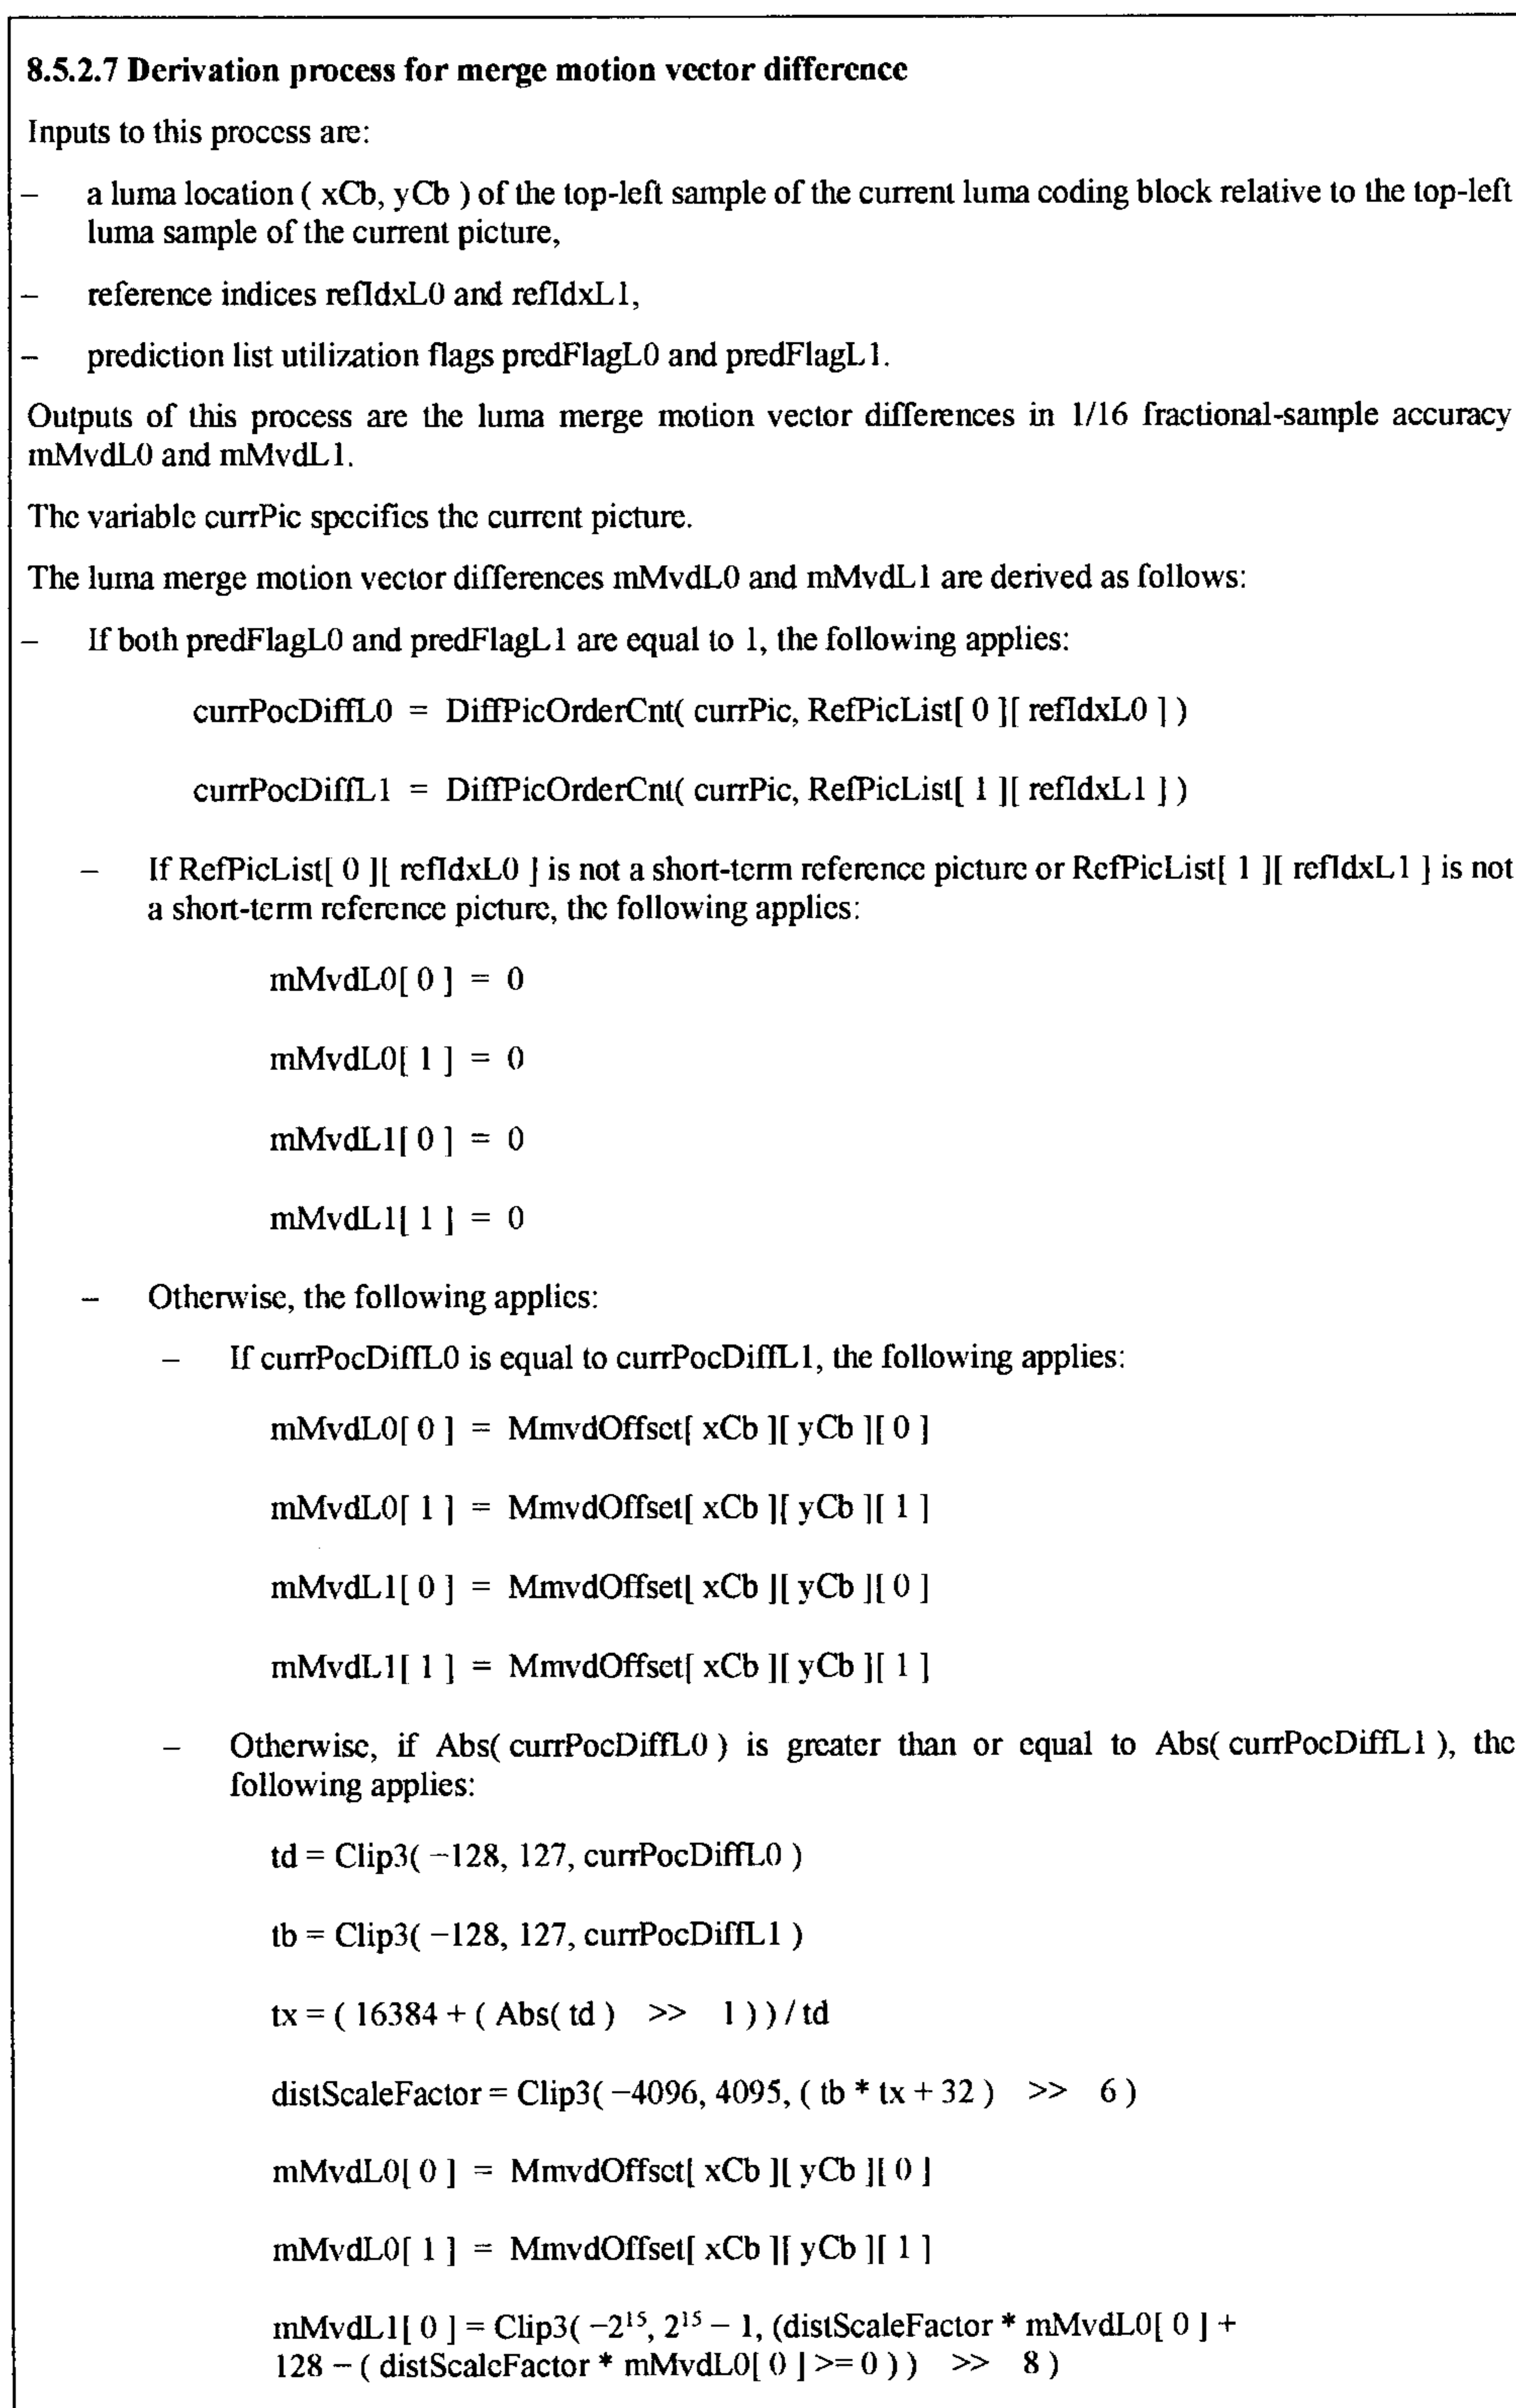 8.5.2.7 Derivation process for merge motion vector difference
Inputs to this process are:
– a luma location ( xCb, yCb ) of the top-left sample of the current luma coding block relative to the top-left
luma sample of the current picture,
– reference indices refIdxL0 and refIdxL1,
– prediction list utilization flags predFlagL0 and predFlagL1.
Outputs of this process are the luma merge motion vector differences in 1/16 fractional-sample accuracy
mMvdL0 and mMvdL1.
The variable currPic specifies the current picture.
The luma merge motion vector differences mMvdL0 and mMvdL1 are derived as follows:
– If both predFlagL0 and predFlagL1 are equal to 1, the following applies:
currPocDiffL0 = DiffPicOrderCnt( currPic, RefPicList[ 0 ][ refIdxL0 ] )
currPocDiffL1 = DiffPicOrderCnt( currPic, RefPicList[ 1 ][ refIdxL1 ] )
– If RefPicList[ 0 ][ refIdxL0 ] is not a short-term reference picture or RefPicList[ 1 ][ refIdxL1 ] is not
a short-term reference picture, the following applies:
mMvdL0[ 0 ] = 0
mMvdL0[ 1 ] = 0
mMvdL1[ 0 ] = 0
mMvdL1[ 1 ] = 0
– Otherwise, the following applies:
– If currPocDiffL0 is equal to currPocDiffL1, the following applies:
mMvdL0[ 0 ] = MmvdOffset[ xCb ][ yCb ][ 0 ]
mMvdL0[ 1 ] = MmvdOffset[ xCb ][ yCb ][ 1 ]
mMvdL1[ 0 ] = MmvdOffset[ xCb ][ yCb ][ 0 ]
mMvdL1[ 1 ] = MmvdOffset[ xCb ][ yCb ][ 1 ]
– Otherwise, if Abs( currPocDiffL0 ) is greater than or equal to Abs( currPocDiffL1 ), the
following applies:
td = Clip3( −128, 127, currPocDiffL0 )
tb = Clip3( −128, 127, currPocDiffL1 )
tx = ( 16384 + ( Abs( td ) >> 1 ) ) / td
distScaleFactor = Clip3( −4096, 4095, ( tb * tx + 32 ) >> 6 )
mMvdL0[ 0 ] = MmvdOffset[ xCb ][ yCb ][ 0 ]
mMvdL0[ 1 ] = MmvdOffset[ xCb ][ yCb ][ 1 ]
mMvdL1[ 0 ] = Clip3( −2¹⁵, 2¹⁵ − 1, (distScaleFactor * mMvdL0[ 0 ] +
128 − ( distScaleFactor * mMvdL0[ 0 ] >= 0 ) ) >> 8 )